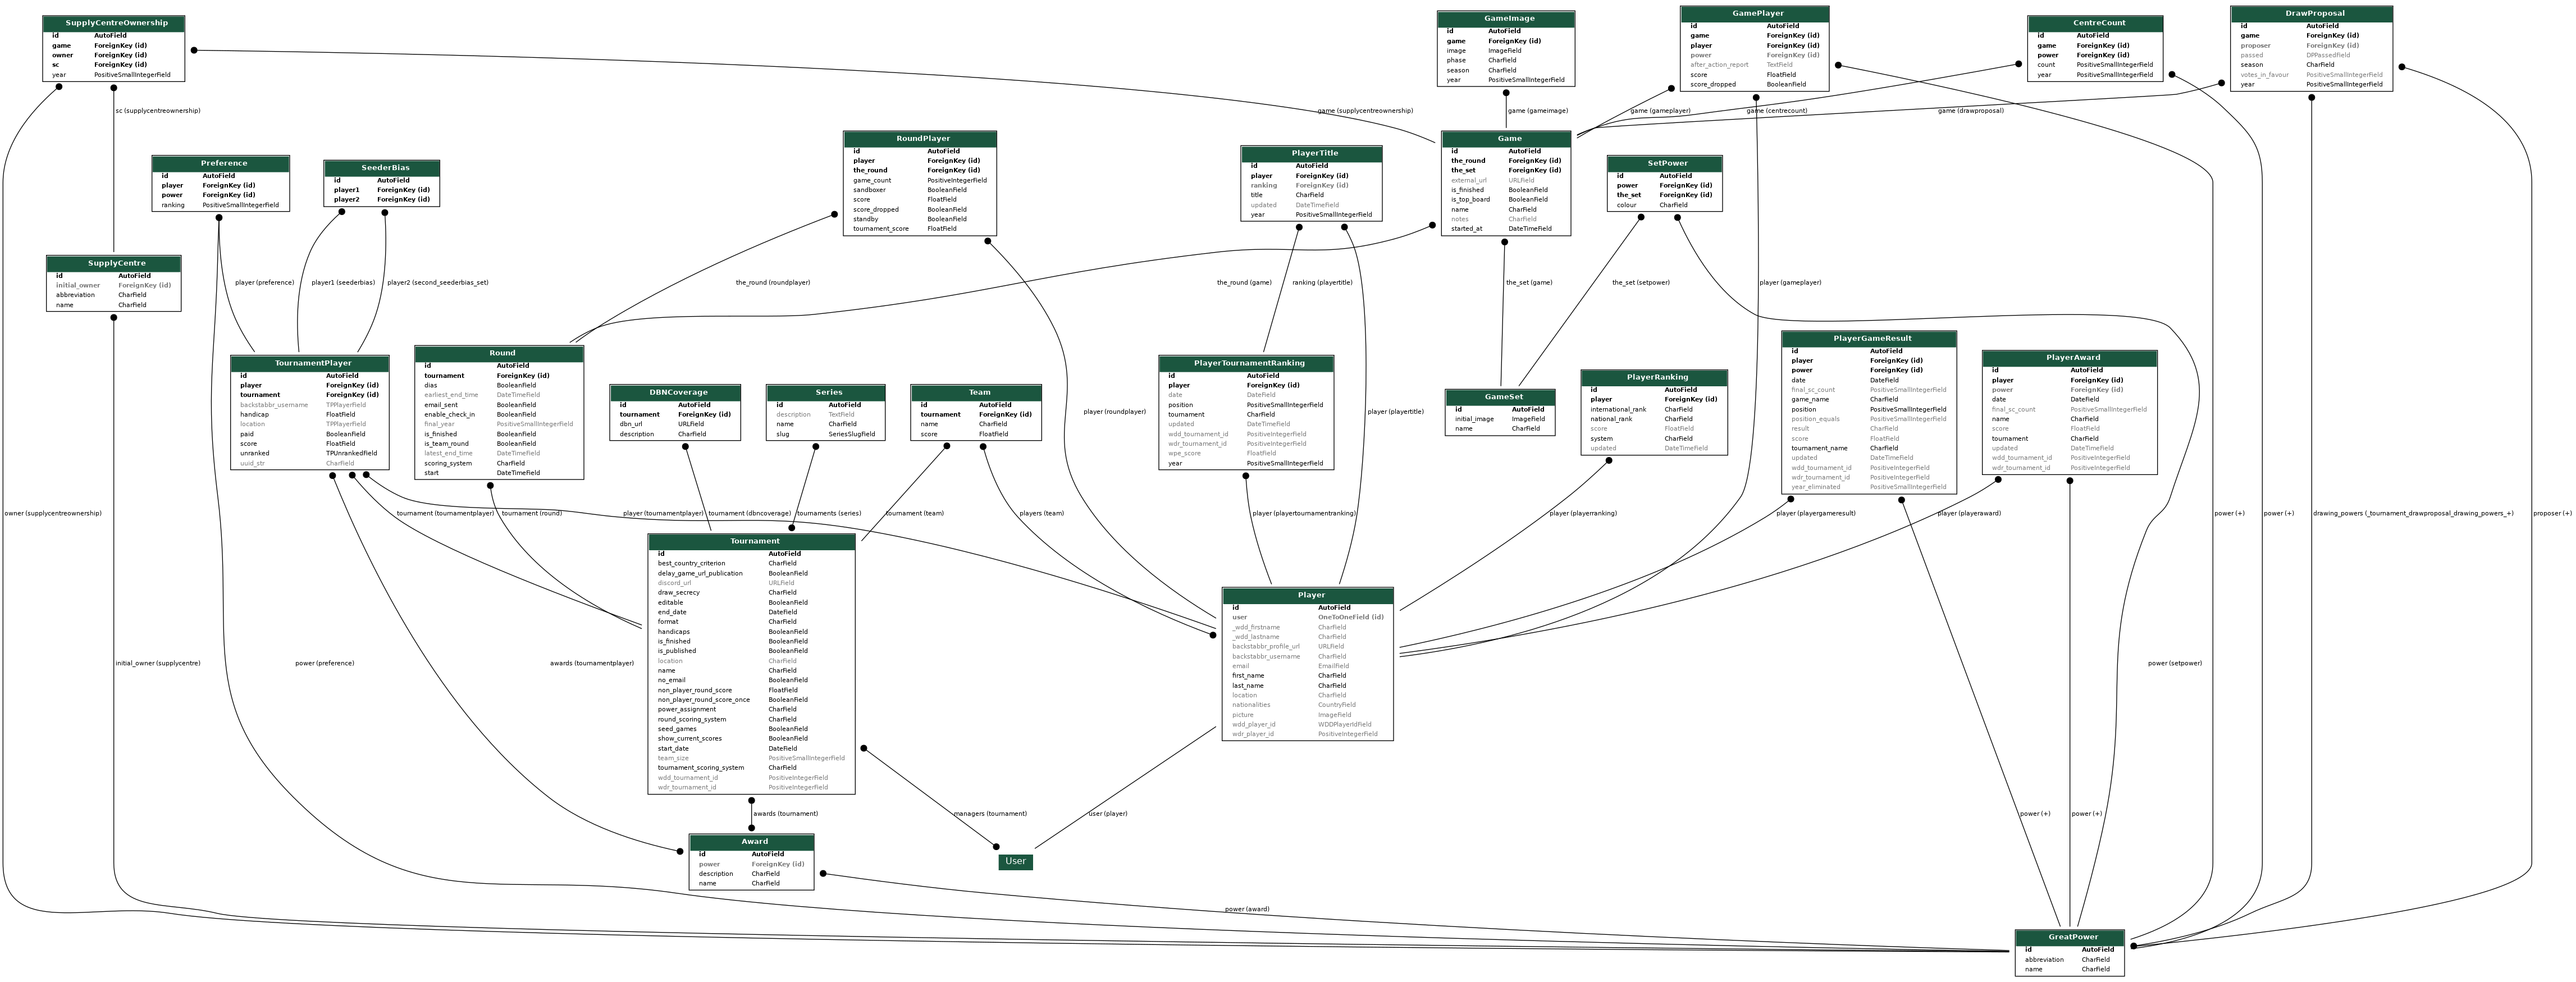 SupplyCentreOwnership
id AutoField
game ForeignKey (id)
owner ForeignKey (id)
sc ForeignKey (id)
year PositiveSmallIntegerField
GameImage
id AutoField
game ForeignKey (id)
image ImageField
phase CharField
season CharField
year PositiveSmallIntegerField
GamePlayer
id AutoField
game ForeignKey (id)
player ForeignKey (id)
power ForeignKey (id)
after_action_report TextField
score FloatField
score_dropped BooleanField
CentreCount
id AutoField
game ForeignKey (id)
power ForeignKey (id)
count PositiveSmallIntegerField
year PositiveSmallIntegerField
DrawProposal
id AutoField
game ForeignKey (id)
proposer ForeignKey (id)
passed DPPassedField
season CharField
votes_in_favour PositiveSmallIntegerField
year PositiveSmallIntegerField
sc (supplycentreownership)
game (supplycentreownership)
game (gameimage)
game (gameplayer)
game (centrecount)
game (drawproposal)
Preference
id AutoField
player ForeignKey (id)
power ForeignKey (id)
ranking PositiveSmallIntegerField
SeederBias
id AutoField
player1 ForeignKey (id)
player2 ForeignKey (id)
RoundPlayer
id AutoField
player ForeignKey (id)
the_round ForeignKey (id)
game_count PositiveIntegerField
sandboxer BooleanField
score FloatField
score_dropped BooleanField
standby BooleanField
tournament_score FloatField
PlayerTitle
id AutoField
player ForeignKey (id)
ranking ForeignKey (id)
title CharField
updated DateTimeField
year PositiveSmallIntegerField
Game
id AutoField
the_round ForeignKey (id)
the_set ForeignKey (id)
external_url URLField
is_finished BooleanField
is_top_board BooleanField
name CharField
notes CharField
started_at DateTimeField
SetPower
id AutoField
power ForeignKey (id)
the_set ForeignKey (id)
colour CharField
SupplyCentre
id AutoField
initial_owner ForeignKey (id)
abbreviation CharField
name CharField
player (preference)
player1 (seederbias)
player2 (second_seederbias_set)
the_round (roundplayer)
the_round (game)
ranking (playertitle)
the_set (game)
the_set (setpower)
player (gameplayer)
TournamentPlayer
id AutoField
player ForeignKey (id)
tournament ForeignKey (id)
backstabbr_username TPPlayerField
handicap FloatField
location TPPlayerField
paid BooleanField
score FloatField
unranked TPUnrankedField
uuid_str CharField
Round
id AutoField
tournament ForeignKey (id)
dias BooleanField
earliest_end_time DateTimeField
email_sent BooleanField
enable_check_in BooleanField
final_year PositiveSmallIntegerField
is_finished BooleanField
is_team_round BooleanField
latest_end_time DateTimeField
scoring_system CharField
start DateTimeField
DBNCoverage
id AutoField
tournament ForeignKey (id)
dbn_url URLField
description CharField
Series
id AutoField
description TextField
name CharField
slug SeriesSlugField
Team
id AutoField
tournament ForeignKey (id)
name CharField
score FloatField
player (roundplayer)
PlayerTournamentRanking
id AutoField
player ForeignKey (id)
date DateField
position PositiveSmallIntegerField
tournament CharField
updated DateTimeField
wdd_tournament_id PositiveIntegerField
wdr_tournament_id PositiveIntegerField
wpe_score FloatField
year PositiveSmallIntegerField
player (playertitle)
GameSet
id AutoField
initial_image ImageField
name CharField
PlayerRanking
id AutoField
player ForeignKey (id)
international_rank CharField
national_rank CharField
score FloatField
system CharField
updated DateTimeField
PlayerGameResult
id AutoField
player ForeignKey (id)
power ForeignKey (id)
date DateField
final_sc_count PositiveSmallIntegerField
game_name CharField
position PositiveSmallIntegerField
position_equals PositiveSmallIntegerField
result CharField
score FloatField
tournament_name CharField
updated DateTimeField
wdd_tournament_id PositiveIntegerField
wdr_tournament_id PositiveIntegerField
year_eliminated PositiveSmallIntegerField
PlayerAward
id AutoField
player ForeignKey (id)
power ForeignKey (id)
date DateField
final_sc_count PositiveSmallIntegerField
name CharField
score FloatField
tournament CharField
updated DateTimeField
wdd_tournament_id PositiveIntegerField
wdr_tournament_id PositiveIntegerField
owner (supplycentreownership)
tournament (tournamentplayer)
tournament (round)
player (tournamentplayer)
tournament (dbncoverage)
tournaments (series)
tournament (team)
players (team)
player (playertournamentranking)
player (playerranking)
player (playergameresult)
player (playeraward)
power (+)
power (+)
drawing_powers (_tournament_drawproposal_drawing_powers_+)
proposer (+)
Tournament
id AutoField
best_country_criterion CharField
delay_game_url_publication BooleanField
discord_url URLField
draw_secrecy CharField
editable BooleanField
end_date DateField
format CharField
handicaps BooleanField
is_finished BooleanField
is_published BooleanField
location CharField
name CharField
no_email BooleanField
non_player_round_score FloatField
non_player_round_score_once BooleanField
power_assignment CharField
round_scoring_system CharField
seed_games BooleanField
show_current_scores BooleanField
start_date DateField
team_size PositiveSmallIntegerField
tournament_scoring_system CharField
wdd_tournament_id PositiveIntegerField
wdr_tournament_id PositiveIntegerField
Player
id AutoField
user OneToOneField (id)
_wdd_firstname CharField
_wdd_lastname CharField
backstabbr_profile_url URLField
backstabbr_username CharField
email EmailField
first_name CharField
last_name CharField
location CharField
nationalities CountryField
picture ImageField
wdd_player_id WDDPlayerIdField
wdr_player_id PositiveIntegerField
initial_owner (supplycentre)
power (preference)
awards (tournamentplayer)
power (setpower)
awards (tournament)
managers (tournament)
user (player)
power (+)
power (+)
Award
id AutoField
power ForeignKey (id)
description CharField
name CharField
User
power (award)
GreatPower
id AutoField
abbreviation CharField
name CharField